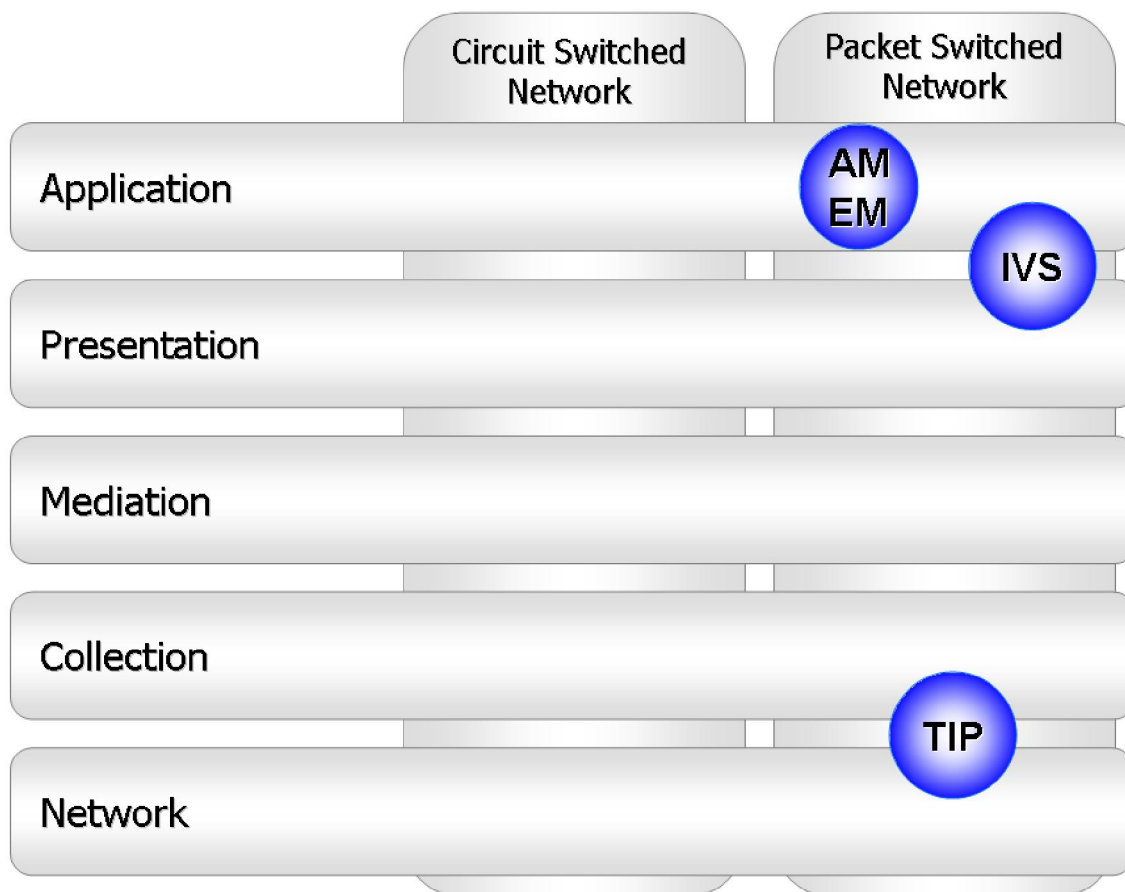 Circuit Switched
Network
Packet Switched
Network
Application
AM
EM
IVS
Presentation
Mediation
Collection
TIP
Network